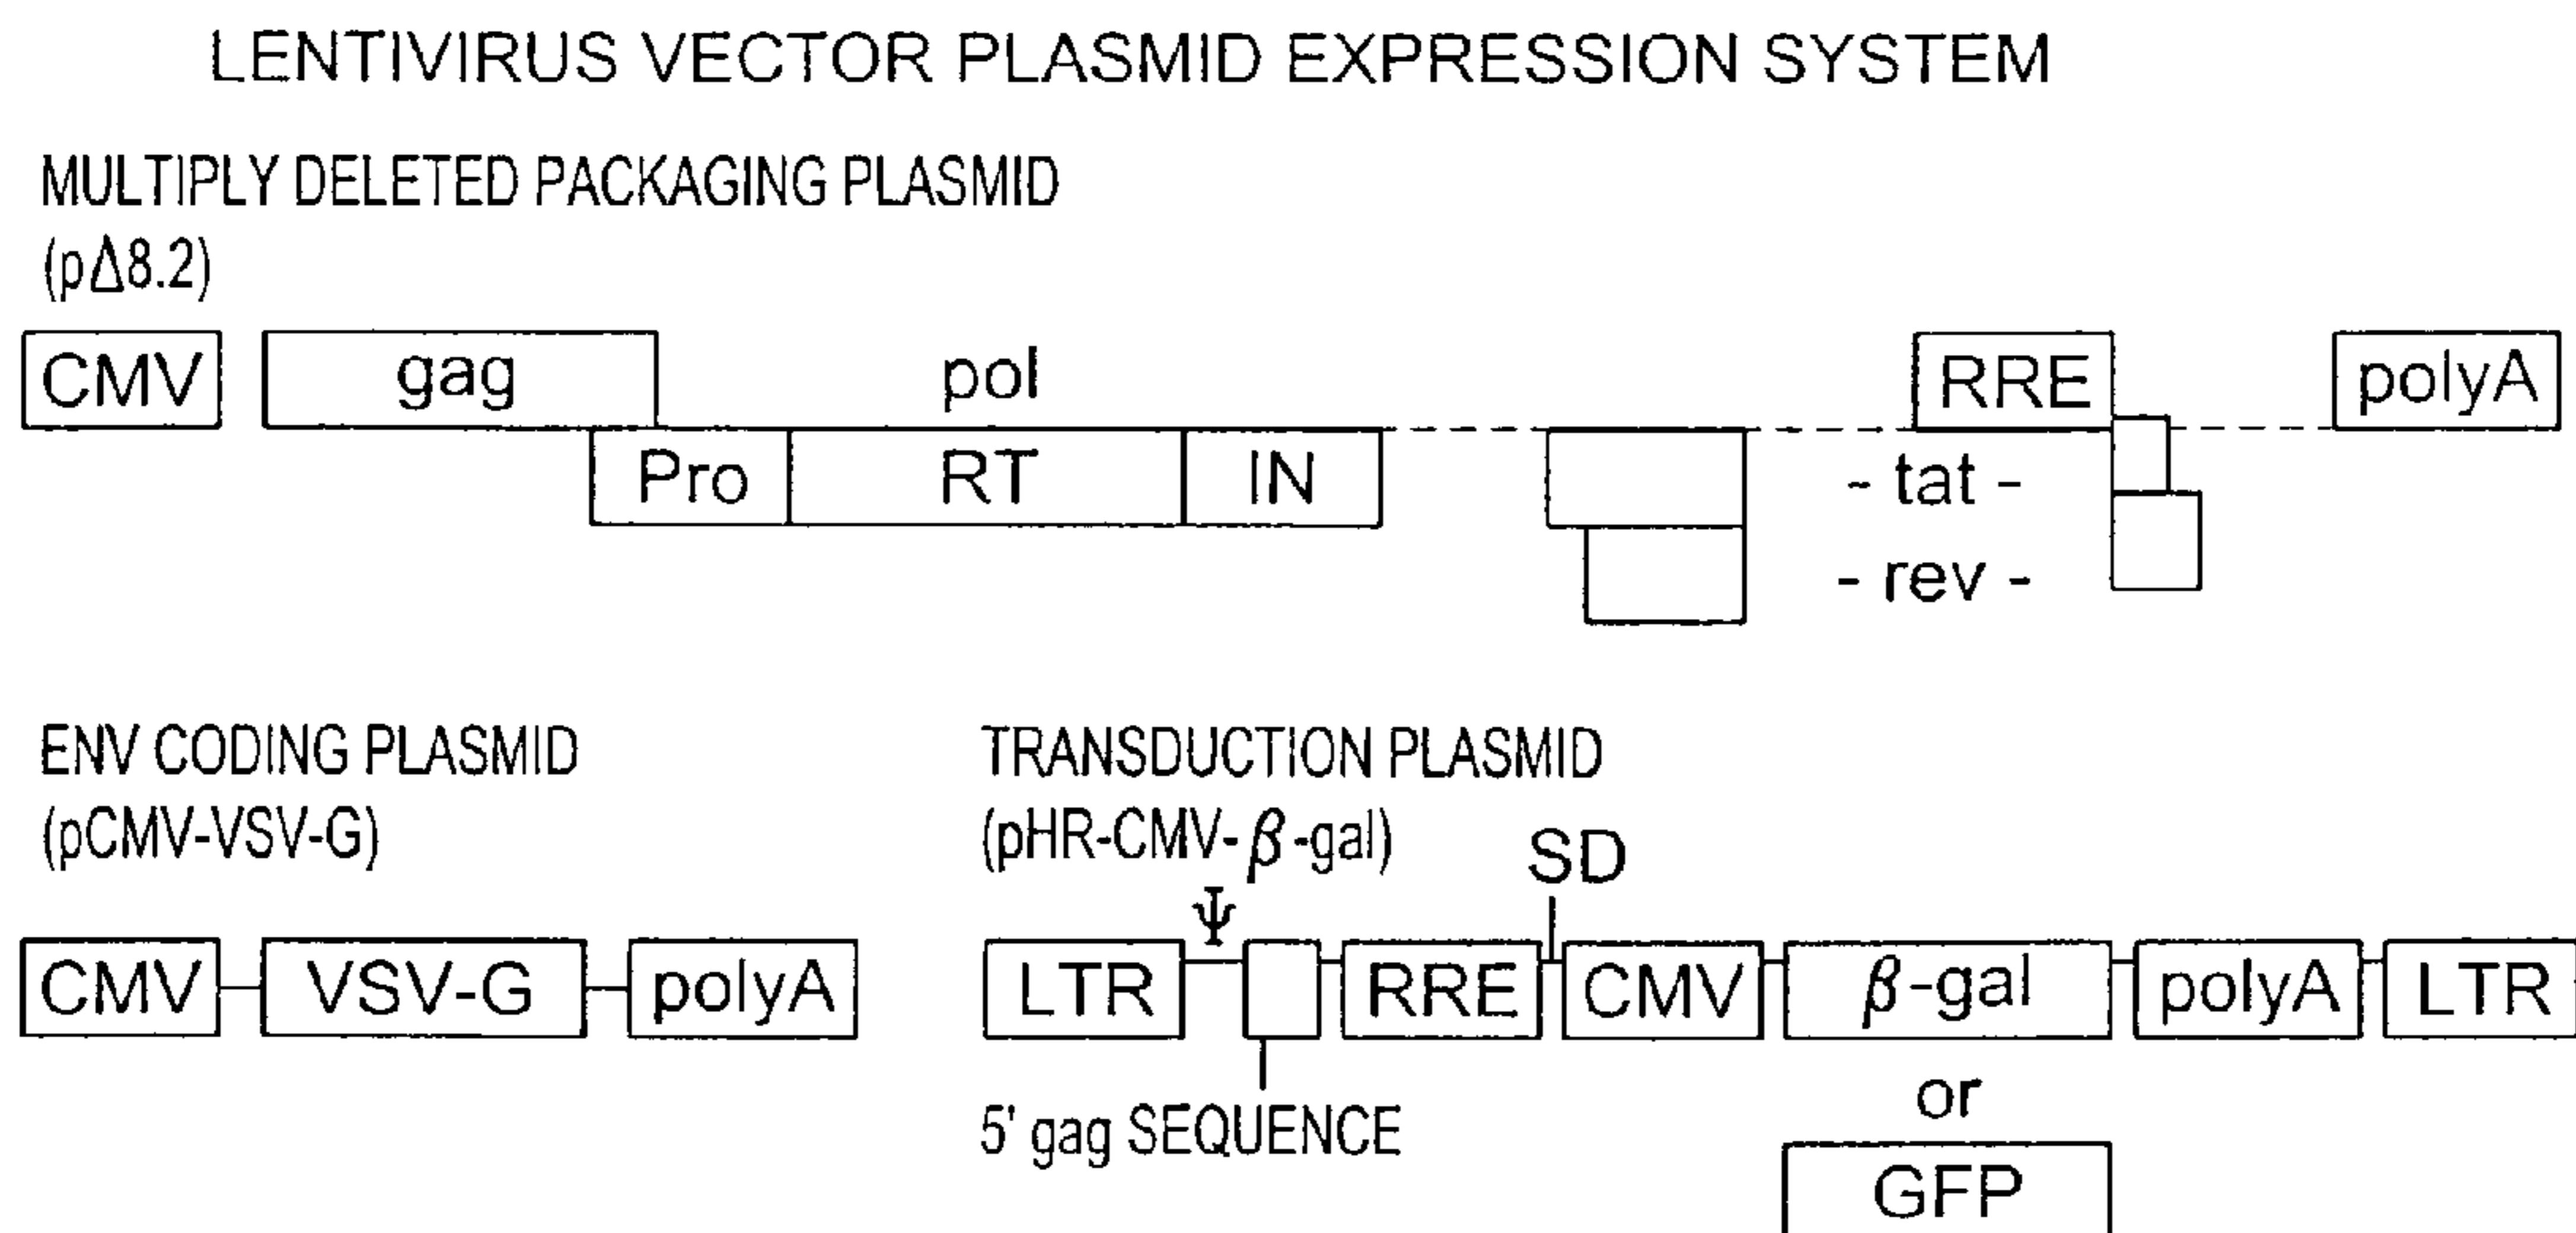 LENTIVIRUS VECTOR PLASMID EXPRESSION SYSTEM
MULTIPLY DELETED PACKAGING PLASMID
(pΔ8.2)
CMV gag pol RRE polyA
Pro RT IN - tat -
- rev -
ENV CODING PLASMID
(pCMV-VSV-G)
CMV VSV-G polyA
TRANSDUCTION PLASMID
(pHR-CMV-β-gal)
SD
Ψ
LTR RRE CMV β-gal polyA LTR
5' gag SEQUENCE
or
GFP